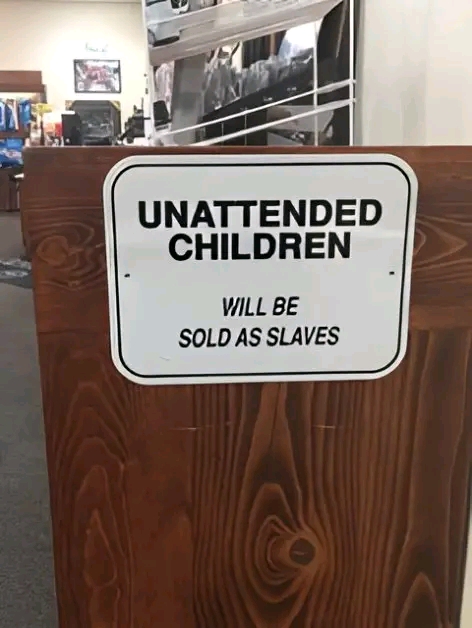 UNATTENDED
CHILDREN
WILL BE
SOLD AS SLAVES